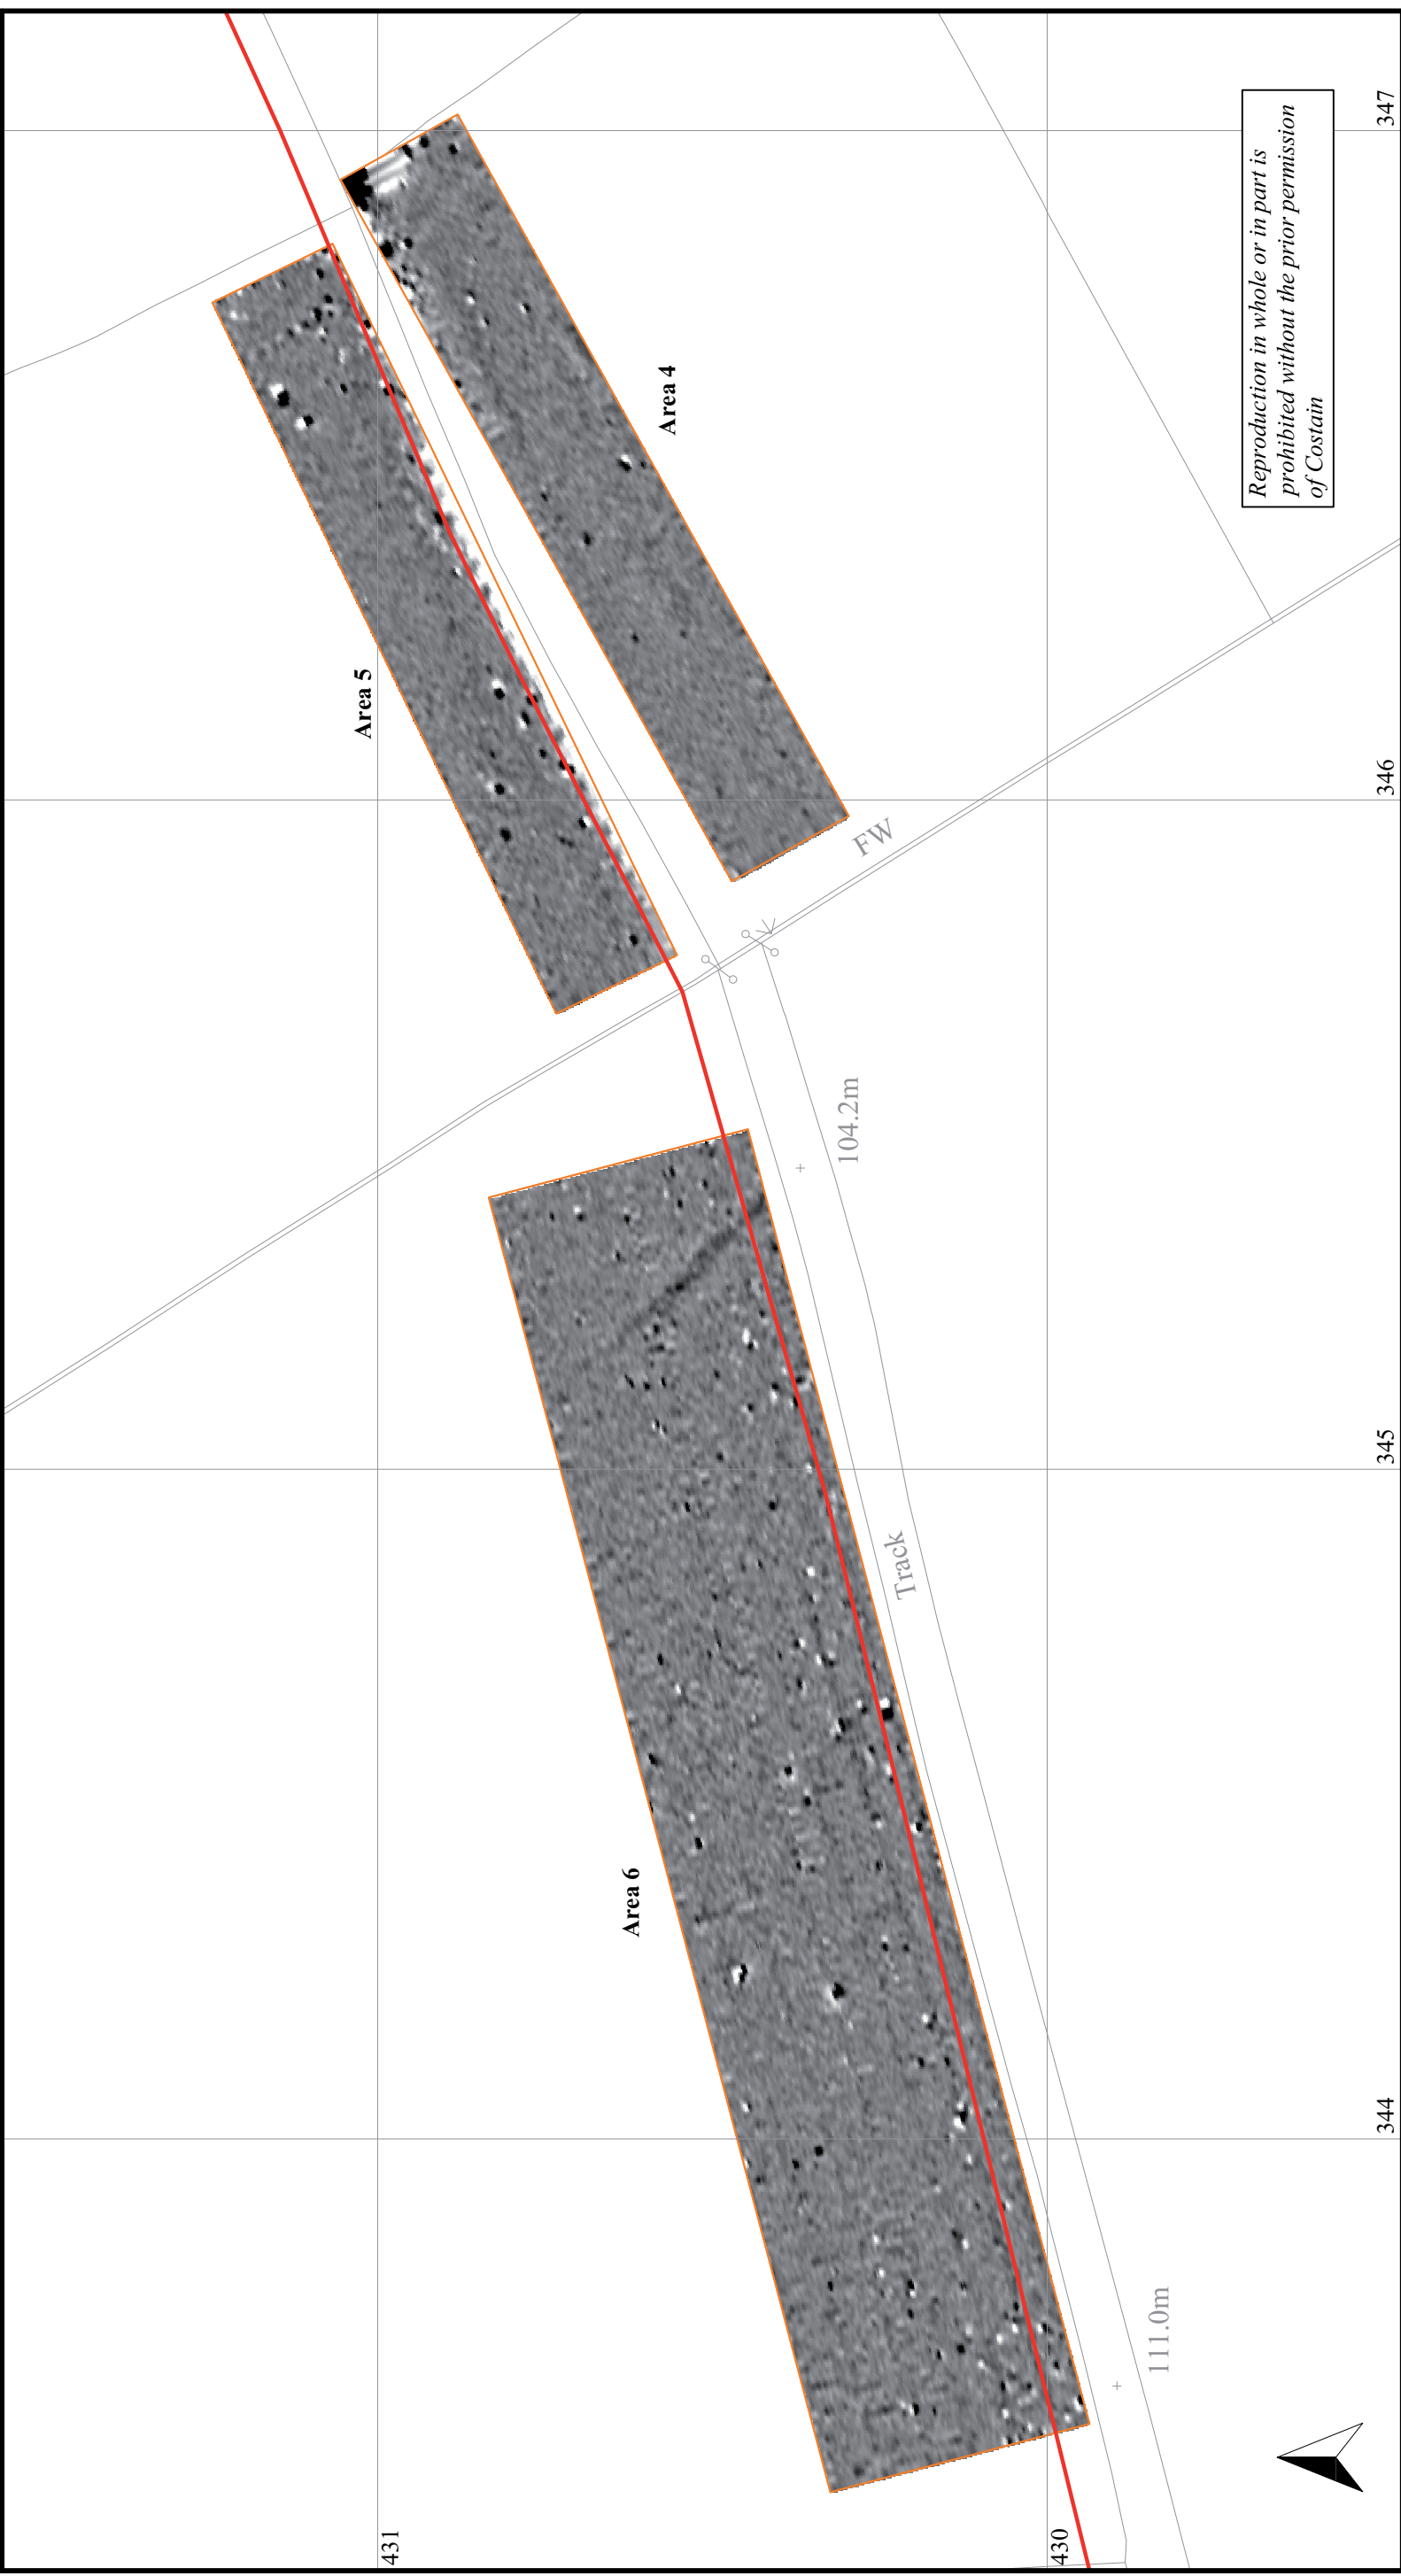 347
Reproduction in whole or in part is
prohibited without the prior permission
of Costain
Area 4
Area 5
346
FW
104.2m
345
Track
Area 6
344
111.0m
431
430